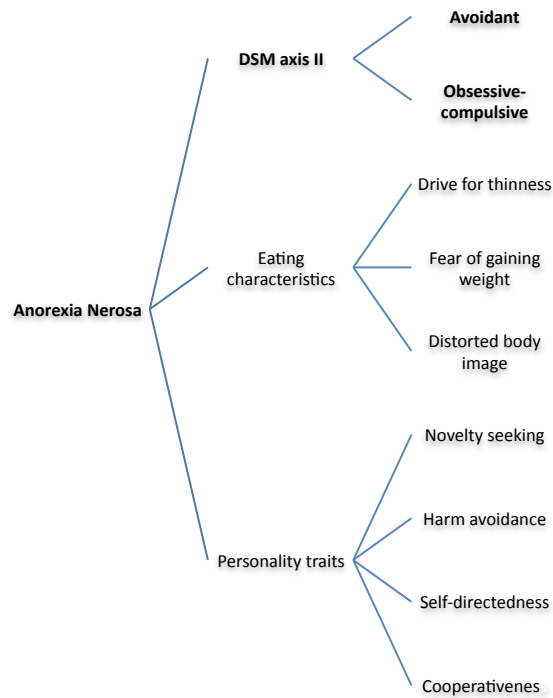 Avoidant
DSM axis II
Obsessive-
compulsive
Drive for thinness
Eating
characteristics
Fear of gaining
weight
Anorexia Nerosa
Distorted body
image
Novelty seeking
Harm avoidance
Personality traits
Self-directedness
Cooperativenes